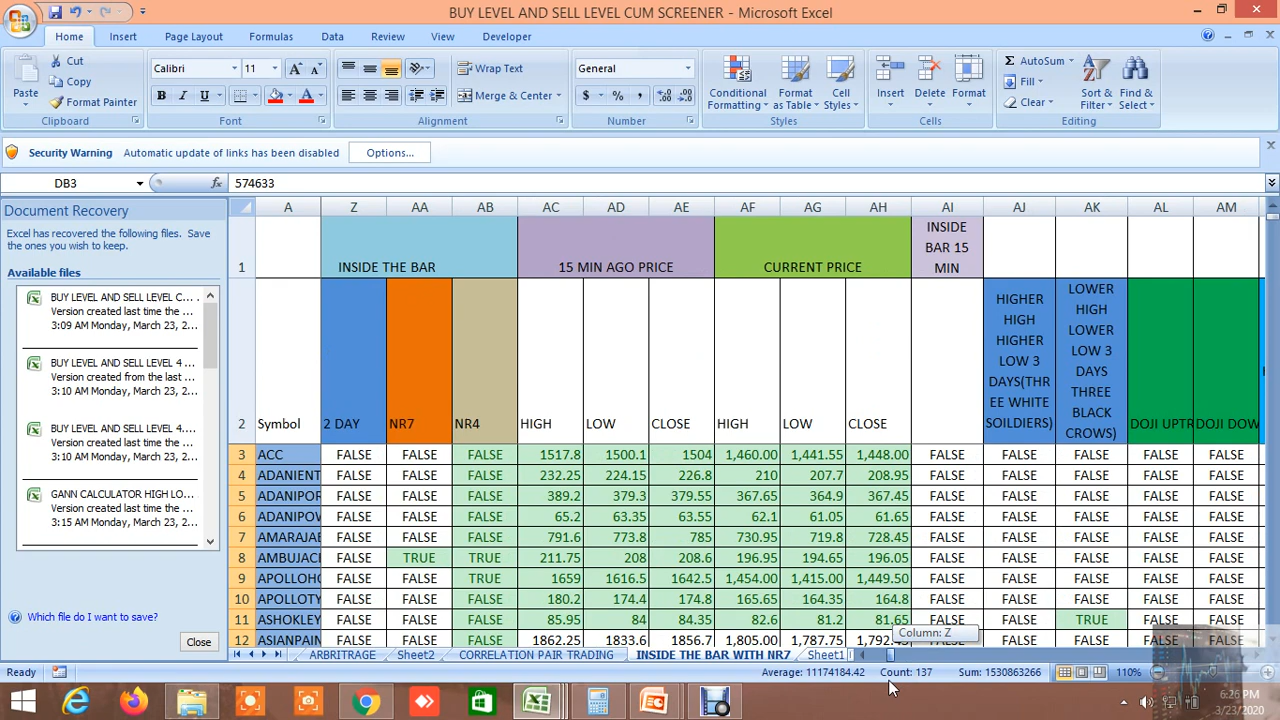 BUY LEVEL AND SELL LEVEL CUM SCREENER - Microsoft Excel
Home Insert Page Layout Formulas Data Review View Developer
Cut
Copy
Format Painter
Paste
Clipboard
Calibri 11
B I U
Font
Wrap Text
Merge & Center
Alignment
General
$ % ,
Number
Conditional Formatting
Format as Table
Cell Styles
Styles
Insert Delete Format
Cells
AutoSum
Fill
Clear
Sort & Filter
Find & Select
Editing
Security Warning Automatic update of links has been disabled Options...
DB3 fx 574633
Document Recovery
Excel has recovered the following files. Save
the ones you wish to keep.
Available files
BUY LEVEL AND SELL LEVEL C...
Version created last time the ...
3:09 AM Monday, March 23, 2...
BUY LEVEL AND SELL LEVEL 4 ...
Version created from the last ...
3:10 AM Monday, March 23, 2...
BUY LEVEL AND SELL LEVEL 4....
Version created last time the ...
3:10 AM Monday, March 23, 2...
GANN CALCULATOR HIGH LO...
Version created last time the ...
3:15 AM Monday, March 23, 2...
Which file do I want to save?
Close
A Z AA AB AC AD AE AF AG AH AI AJ AK AL AM
1 INSIDE THE BAR 15 MIN AGO PRICE CURRENT PRICE INSIDE BAR 15 MIN
2 Symbol 2 DAY NR7 NR4 HIGH LOW CLOSE HIGH LOW CLOSE HIGHER HIGH HIGHER LOW 3 DAYS(THREE WHITE SOILDIERS) LOWER HIGH LOWER LOW 3 DAYS THREE BLACK CROWS) DOJI UPTR DOJI DOW
3 ACC FALSE FALSE FALSE 1517.8 1500.1 1504 1,460.00 1,441.55 1,448.00 FALSE FALSE FALSE FALSE FALSE
4 ADANIENT FALSE FALSE FALSE 232.25 224.15 226.8 210 207.7 208.95 FALSE FALSE FALSE FALSE FALSE
5 ADANIPOR FALSE FALSE FALSE 389.2 379.3 379.55 367.65 364.9 367.45 FALSE FALSE FALSE FALSE FALSE
6 ADANIPOV FALSE FALSE FALSE 65.2 63.35 63.55 62.1 61.05 61.65 FALSE FALSE FALSE FALSE FALSE
7 AMARAJAE FALSE FALSE FALSE 791.6 773.8 785 730.95 719.8 728.45 FALSE FALSE FALSE FALSE FALSE
8 AMBUJACI FALSE TRUE TRUE 211.75 208 208.6 196.95 194.65 196.05 FALSE FALSE FALSE FALSE FALSE
9 APOLLOHC FALSE FALSE TRUE 1659 1616.5 1642.5 1,454.00 1,415.00 1,449.50 FALSE FALSE FALSE FALSE FALSE
10 APOLLOTY FALSE FALSE FALSE 180.2 174.4 174.8 165.65 164.35 164.8 FALSE FALSE FALSE FALSE FALSE
11 ASHOKLEY FALSE FALSE FALSE 85.95 84 84.35 82.6 81.2 81.65 FALSE FALSE TRUE FALSE FALSE
12 ASIANPAIN FALSE FALSE FALSE 1862.25 1833.6 1856.7 1,805.00 1,787.75 1,792.45 FALSE FALSE FALSE FALSE FALSE
Column: Z
ARBRITRAGE Sheet2 CORRELATION PAIR TRADING INSIDE THE BAR WITH NR7 Sheet1
Ready Average: 11174184.42 Count: 137 Sum: 1530863266 110%
6:26 PM
3/23/2020